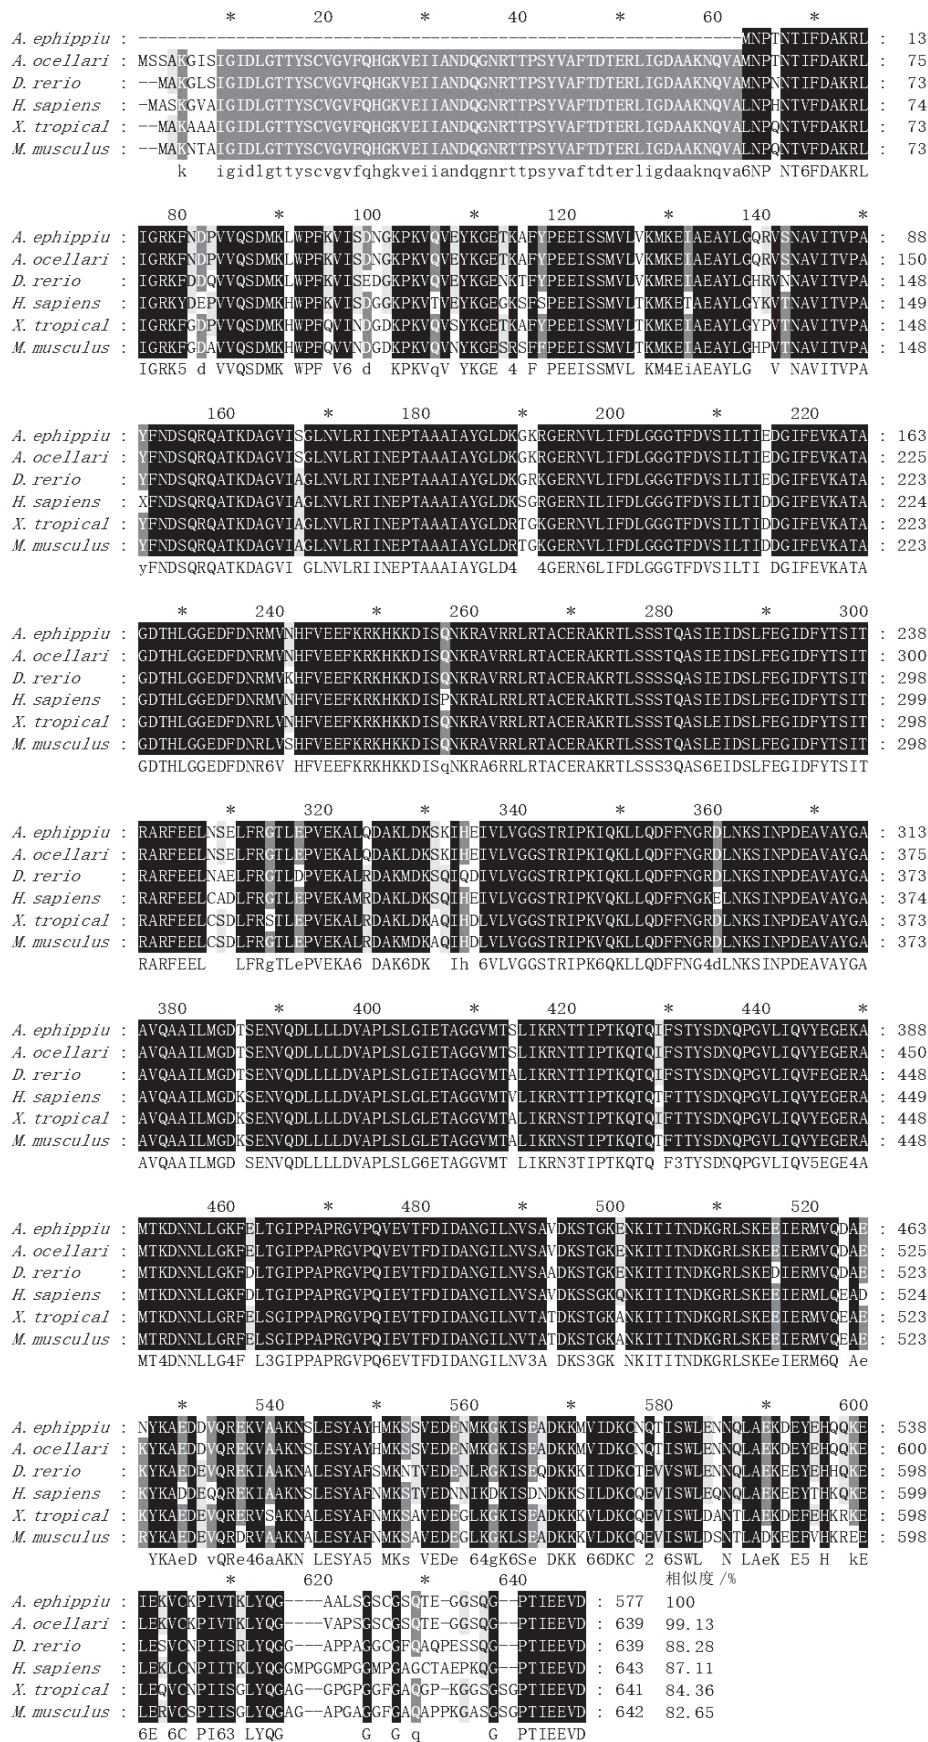 * 20 * 40 * 60 *
A. ephippiu : --------------------------------------------------------------MNPTNTIFDAKRL : 13
A. ocellari : MSSAKGISIGIDLGTTYSCVGVFQHGKVEIIANDQGNRTTPSYVAFTDTERLIGDAAKNQVAMNPTNTIFDAKRL : 75
D. rerio : --MAKGLSIGIDLGTTYSCVGVFQHGKVEIIANDQGNRTTPSYVAFTDTERLIGDAAKNQVAMNPNNTIFDAKRL : 73
H. sapiens : -MASKGVAIGIDLGTTYSCVGVFQHGKVEIIANDQGNRTTPSYVAFTDTERLIGDAAKNQVALNPHNTVFDAKRL : 74
X. tropical : --MAKAAAIGIDLGTTYSCVGVFQHGKVEIIANDQGNRTTPSYVAFTDTERLIGDAAKNQVALNPQNTVFDAKRL : 73
M. musculus : --MAKNTAIGIDLGTTYSCVGVFQHGKVEIIANDQGNRTTPSYVAFTDTERLIGDAAKNQVALNPQNTVFDAKRL : 73
k igidlgttyscvgvfqhgkveiiandqgnrttpsyvaftdterligdaaknqva6NP NT6FDAKRL
80 * 100 * 120 * 140 *
A. ephippiu : IGRKFNDPVVQSDMKLWPFKVISDNGKPKVQVEYKGETKAFYPEEISSMVLVKMKEIAEAYLGQRVSNAVITVPA : 88
A. ocellari : IGRKFNDPVVQSDMKLWPFKVISDNGKPKVQVEYKGETKAFYPEEISSMVLVKMKEIAEAYLGQRVSNAVITVPA : 150
D. rerio : IGRKFDDQVVQSDMKLWPFKVISEDGKPKVQVEYKGENKTFYPEEISSMVLVKMREIAEAYLGHRVNNAVITVPA : 148
H. sapiens : IGRKYDEPVVQSDMKHWPFKVISDGGKPKVTVEYKGEGKSFSPEEISSMVLTKMKETAEAYLGYKVTNAVITVPA : 149
X. tropical : IGRKFGDPVVQSDMKHWPFQVINDGDKPKVQVSYKGETKAFYPEEISSMVLTKMKEIAEAYLGYPVTNAVITVPA : 148
M. musculus : IGRKFGDAVVQSDMKHWPFQVVNDGDKPKVQVNYKGESRSFFPEEISSMVLTKMKEIAEAYLGHPVTNAVITVPA : 148
IGRK5 d VVQSDMK WPF V6 d KPKVqV YKGE 4 F PEEISSMVL KM4EiAEAYLG V NAVITVPA
160 * 180 * 200 * 220
A. ephippiu : YFNDSQRQATKDAGVISGLNVLRIINEPTAAAIAYGLDKGKRGERNVLIFDLGGGTFDVSILTIEDGIFEVKATA : 163
A. ocellari : YFNDSQRQATKDAGVISGLNVLRIINEPTAAAIAYGLDKGKRGERNVLIFDLGGGTFDVSILTIEDGIFEVKATA : 225
D. rerio : YFNDSQRQATKDAGVIAGLNVLRIINEPTAAAIAYGLDKGRKGERNVLIFDLGGGTFDVSILTIEDGIFEVKATA : 223
H. sapiens : XFNDSQRQATKDAGVIAGLNVLRIINEPTAAAIAYGLDKSGRGERNILIFDLGGGTFDVSILTIDDGIFEVKATA : 224
X. tropical : YFNDSQRQATKDAGVIAGLNVLRIINEPTAAAIAYGLDRTGKGERNVLIFDLGGGTFDVSILTIDDGIFEVKATA : 223
M. musculus : YFNDSQRQATKDAGVIAGLNVLRIINEPTAAAIAYGLDRTGKGERNVLIFDLGGGTFDVSILTIDDGIFEVKATA : 223
yFNDSQRQATKDAGVI GLNVLRIINEPTAAAIAYGLD4 4GERN6LIFDLGGGTFDVSILTI DGIFEVKATA
* 240 * 260 * 280 * 300
A. ephippiu : GDTHLGGEDFDNRMVNHFVEEFKRKHKKDISQNKRAVRRLRTACERAKRTLSSSTQASIEIDSLFEGIDFYTSIT : 238
A. ocellari : GDTHLGGEDFDNRMVNHFVEEFKRKHKKDISQNKRAVRRLRTACERAKRTLSSSTQASIEIDSLFEGIDFYTSIT : 300
D. rerio : GDTHLGGEDFDNRMVKHFVEEFKRKHKKDISQNKRAVRRLRTACERAKRTLSSSSQASIEIDSLFEGIDFYTSIT : 298
H. sapiens : GDTHLGGEDFDNRMVNHFVEEFKRKHKKDISPNKRALRRLRTACERAKRTLSSSTQASIEIDSLFEGIDFYTSIT : 299
X. tropical : GDTHLGGEDFDNRLVNHFVEEFKRKHKKDISQNKRAVRRLRTACERAKRTLSSSTQASLEIDSLFEGIDFYTSIT : 298
M. musculus : GDTHLGGEDFDNRLVSHFVEEFKRKHKKDISQNKRAVRRLRTACERAKRTLSSSTQASLEIDSLFEGIDFYTSIT : 298
GDTHLGGEDFDNR6V HFVEEFKRKHKKDISqNKRA6RRLRTACERAKRTLSSS3QAS6EIDSLFEGIDFYTSIT
* 320 * 340 * 360 *
A. ephippiu : RARFEELNSELFRGTLEPVEKALQDAKLDKSKIHEIVLVGGSTRIPKIQKLLQDFFNGRDLNKSINPDEAVAYGA : 313
A. ocellari : RARFEELNSELFRGTLEPVEKALQDAKLDKSKIHEIVLVGGSTRIPKIQKLLQDFFNGRDLNKSINPDEAVAYGA : 375
D. rerio : RARFEELNAELFRGTLDPVEKALRDAKMDKSQIQDIVLVGGSTRIPKIQKLLQDFFNGRDLNKSINPDEAVAYGA : 373
H. sapiens : RARFEELCADLFRGTLEPVEKAMRDAKLDKSQIHEIVLVGGSTRIPKVQKLLQDFFNGKELNKSINPDEAVAYGA : 374
X. tropical : RARFEELCSDLFRSTLEPVEKALRDAKLDKAQIHDLVLVGGSTRIPKIQKLLQDFFNGRDLNKSINPDEAVAYGA : 373
M. musculus : RARFEELCSDLFRGTLEPVEKALRDAKMDKAQIHDLVLVGGSTRIPKVQKLLQDFFNGRDLNKSINPDEAVAYGA : 373
RARFEEL LFRgTLePVEKA6 DAK6DK Ih 6VLVGGSTRIPK6QKLLQDFFNG4dLNKSINPDEAVAYGA
380 * 400 * 420 * 440 *
A. ephippiu : AVQAAILMGDTSENVQDLLLLDVAPLSLGIETAGGVMTSLIKRNTTIPTKQTQIFSTYSDNQPGVLIQVYEGEKA : 388
A. ocellari : AVQAAILMGDTSENVQDLLLLDVAPLSLGIETAGGVMTSLIKRNTTIPTKQTQIFSTYSDNQPGVLIQVYEGERA : 450
D. rerio : AVQAAILMGDTSENVQDLLLLDVAPLSLGIETAGGVMTALIKRNTTIPTKQTQIFSTYSDNQPGVLIQVFEGERA : 448
H. sapiens : AVQAAILMGDKSENVQDLLLLDVAPLSLGLETAGGVMTVLIKRNTTIPTKQTQTFTTYSDNQPGVLIQVYEGERA : 449
X. tropical : AVQAAILMGDKSENVQDLLLLDVAPLSLGLETAGGVMTALIKRNSTIPTKQTQIFTTYSDNQPGVLIQVYEGERA : 448
M. musculus : AVQAAILMGDKSENVQDLLLLDVAPLSLGLETAGGVMTALIKRNSTIPTKQTQTFTTYSDNQPGVLIQVYEGERA : 448
AVQAAILMGD SENVQDLLLLDVAPLSLG6ETAGGVMT LIKRN3TIPTKQTQ F3TYSDNQPGVLIQV5EGE4A
460 * 480 * 500 * 520
A. ephippiu : MTKDNNLLGKFELTGIPPAPRGVPQVEVTFDIDANGILNVSAVDKSTGKENKITITNDKGRLSKEEIERMVQDAE : 463
A. ocellari : MTKDNNLLGKFELTGIPPAPRGVPQVEVTFDIDANGILNVSAVDKSTGKENKITITNDKGRLSKEEIERMVQDAE : 525
D. rerio : MTKDNNLLGKFDLTGIPPAPRGVPQIEVTFDIDANGILNVSAADKSTGKENKITITNDKGRLSKEDIERMVQDAE : 523
H. sapiens : MTKDNNLLGKFDLTGIPPAPRGVPQIEVTFDIDANGILNVSAVDKSSGKQNKITITNDKGRLSKEEIERMLQEAD : 524
X. tropical : MTKDNNLLGRFELSGIPPAPRGVPQIEVTFDIDANGILNVTATDKSTGKANKITITNDKGRLSKEEIERMVQEAE : 523
M. musculus : MTRDNNLLGRFELSGIPPAPRGVPQIEVTFDIDANGILNVTATDKSTGKANKITITNDKGRLSKEEIERMVQEAE : 523
MT4DNNLLG4F L3GIPPAPRGVPQ6EVTFDIDANGILNV3A DKS3GK NKITITNDKGRLSKEeIERM6Q Ae
* 540 * 560 * 580 * 600
A. ephippiu : NYKAEDDVQREKVAAKNSLESYAYHMKSSVEDENMKGKISEADKKMVIDKCNQTISWLENNQLAEKDEYEHQQKE : 538
A. ocellari : KYKAEDDVQREKVAAKNSLESYAYHMKSSVEDENMKGKISEADKKMVIDKCNQTISWLENNQLAEKDEYEHQQKE : 600
D. rerio : KYKAEDEVQREKIAAKNALESYAFSMKNTVEDENLRGKISEQDKKKIIDKCTEVVSWLENNQLAEKEEYEHHQKE : 598
H. sapiens : KYKADDEQQREKIAAKNSLESYAFNMKSTVEDNNIKDKISDNDKKSILDKCQEVISWLEQNQLAEKEEYTHKQKE : 599
X. tropical : KYKAEDEVQRERVSAKNALESYAFNMKSAVEDEGLKGKISEADKKKVLDKCQEVISWLDANTLAEKDEFEHKRKE : 598
M. musculus : RYKAEDEVQRDRVAAKNALESYAFNMKSAVEDEGLKGKLSEADKKKVLDKCQEVISWLDSNTLADKEEFVHKREE : 598
YKAeD vQRe46aAKN LESYA5 MKs VEDe 64gK6Se DKK 66DKC 2 6SWL N LAeK E5 H kE
* 620 * 640 相似度/%
A. ephippiu : IEKVCKPIVTKLYQG----AALSGSCGSQTE-GGSQG--PTIEEVD : 577 100
A. ocellari : LEKVCKPIVTKLYQG----VAPSGSCGSQTE-GGSQG--PTIEEVD : 639 99.13
D. rerio : LESVCNPIISRLYQGG---APPAGGCGFQAQPESSQG--PTIEEVD : 639 88.28
H. sapiens : LEKLCNPIITKLYQGGMPGGMPGGMPGAGCTAEPKQG--PTIEEVD : 643 87.11
X. tropical : LEQVCNPIISGLYQGAG--GPGPGGFGAQGP-KGGSGSGPTIEEVD : 641 84.36
M. musculus : LERVCSPIISGLYQGAG--APGAGGFGAQAPPKGASGSGPTIEEVD : 642 82.65
6E 6C PI63 LYQG G G q G PTIEEVD